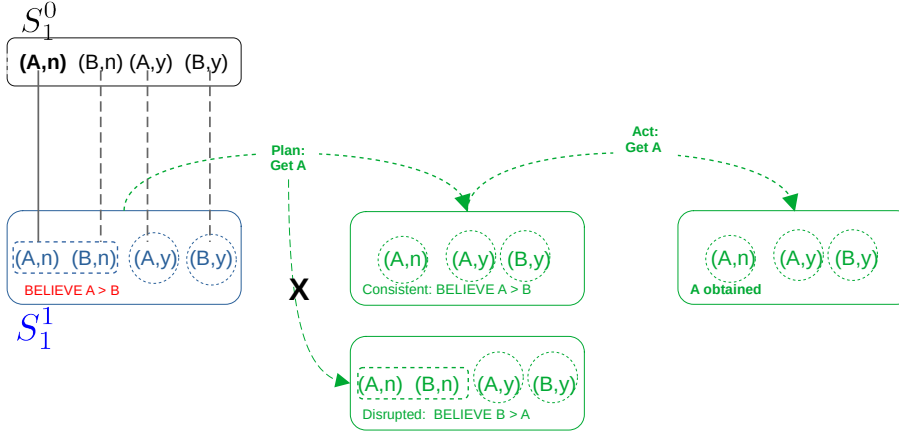 S_1^0
(A,n) (B,n) (A,y) (B,y)
Plan:
Get A
Act:
Get A
(A,n) (B,n) (A,y) (B,y)
BELIEVE A > B
S_1^1
X
(A,n) (A,y) (B,y)
Consistent: BELIEVE A > B
(A,n) (A,y) (B,y)
A obtained
(A,n) (B,n) (A,y) (B,y)
Disrupted: BELIEVE B > A